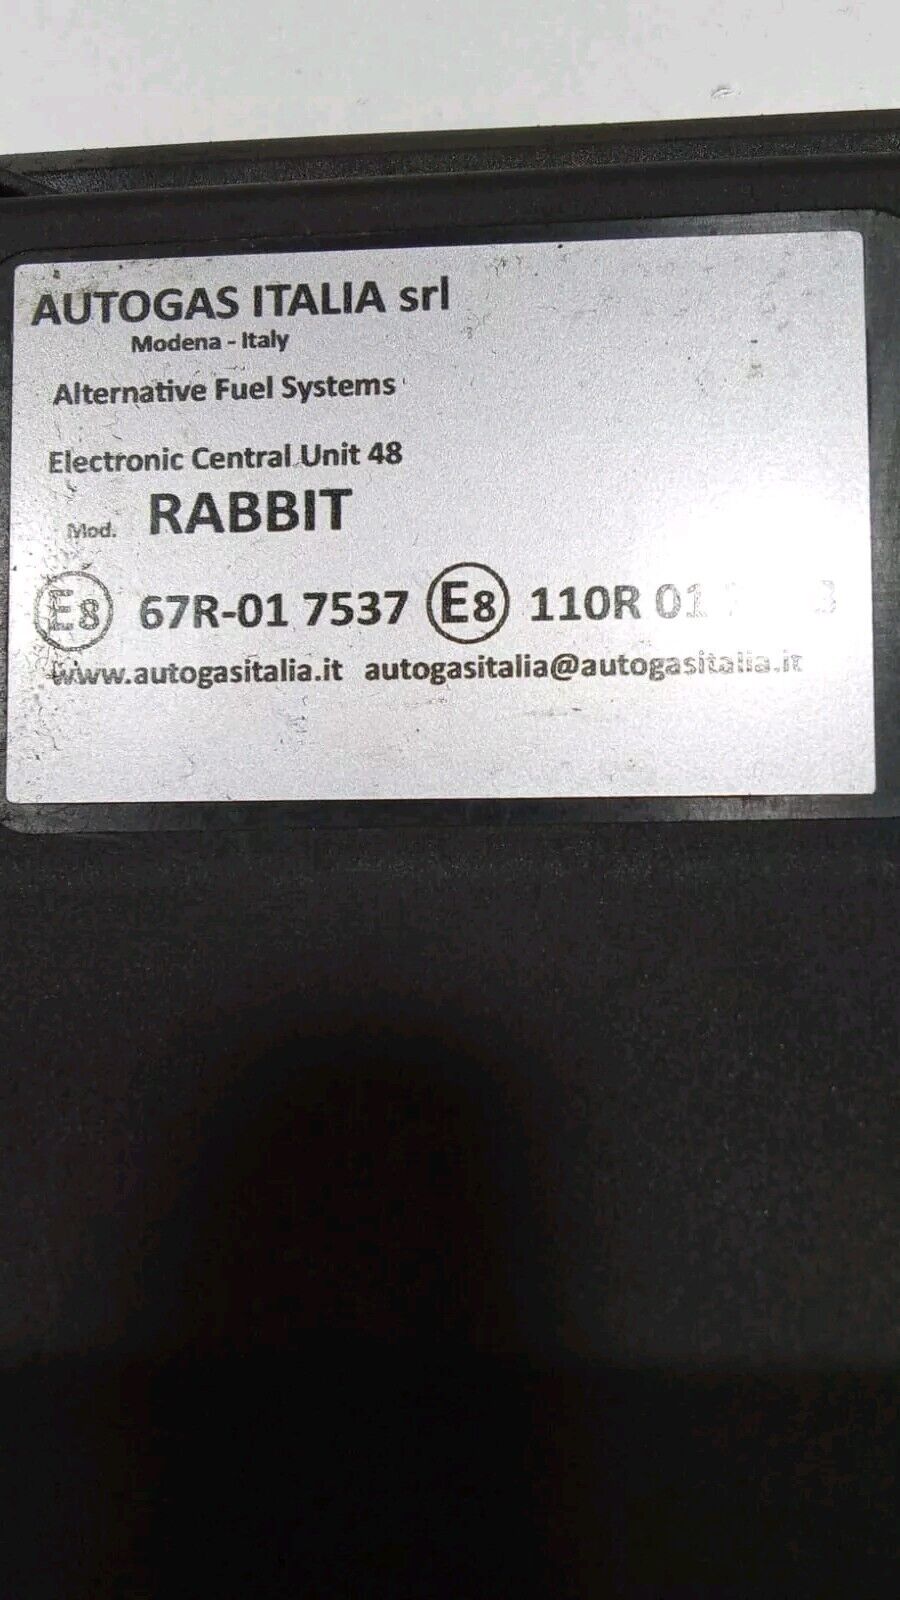 AUTOGAS ITALIA srl
Modena - Italy
Alternative Fuel Systems
Electronic Central Unit 48
Mod. RABBIT
E8 67R-01 7537 E8 110R 01
www.autogasitalia.it autogasitalia@autogasitalia.it